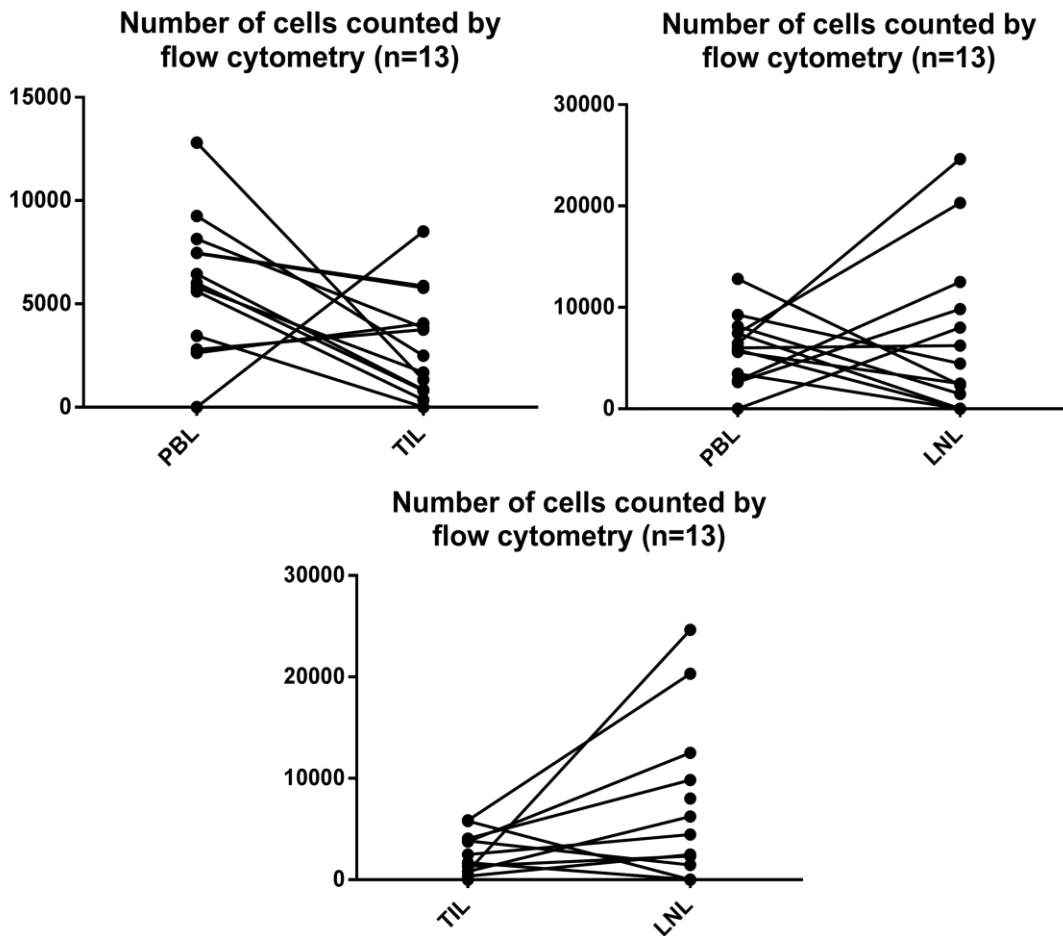 Number of cells counted by
flow cytometry (n=13)
15000
10000
5000
0
PBL
TIL
Number of cells counted by
flow cytometry (n=13)
30000
20000
10000
0
PBL
LNL
Number of cells counted by
flow cytometry (n=13)
30000
20000
10000
0
TIL
LNL